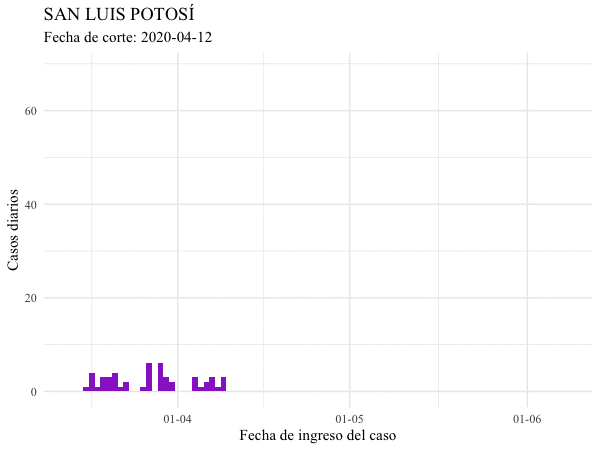 SAN LUIS POTOSÍ
Fecha de corte: 2020-04-12
Casos diarios
60
40
20
0
01-04
01-05
01-06
Fecha de ingreso del caso